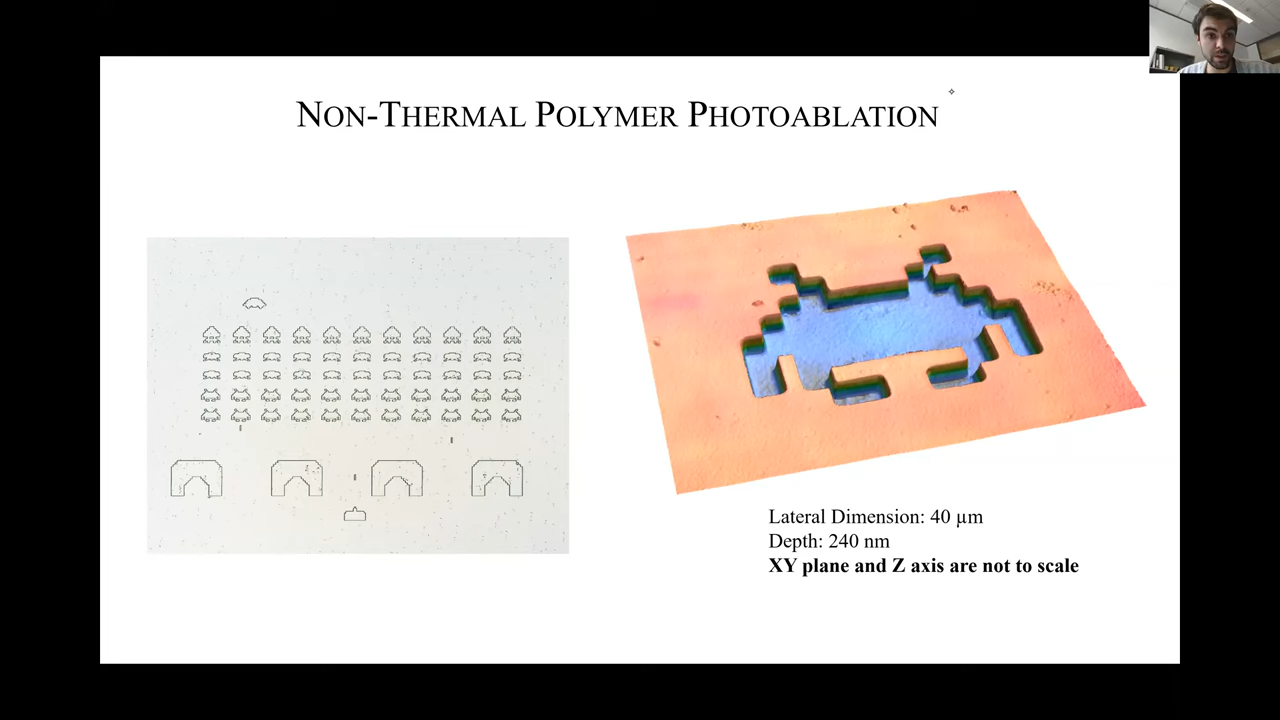 NON-THERMAL POLYMER PHOTOABLATION
Lateral Dimension: 40 µm
Depth: 240 nm
XY plane and Z axis are not to scale